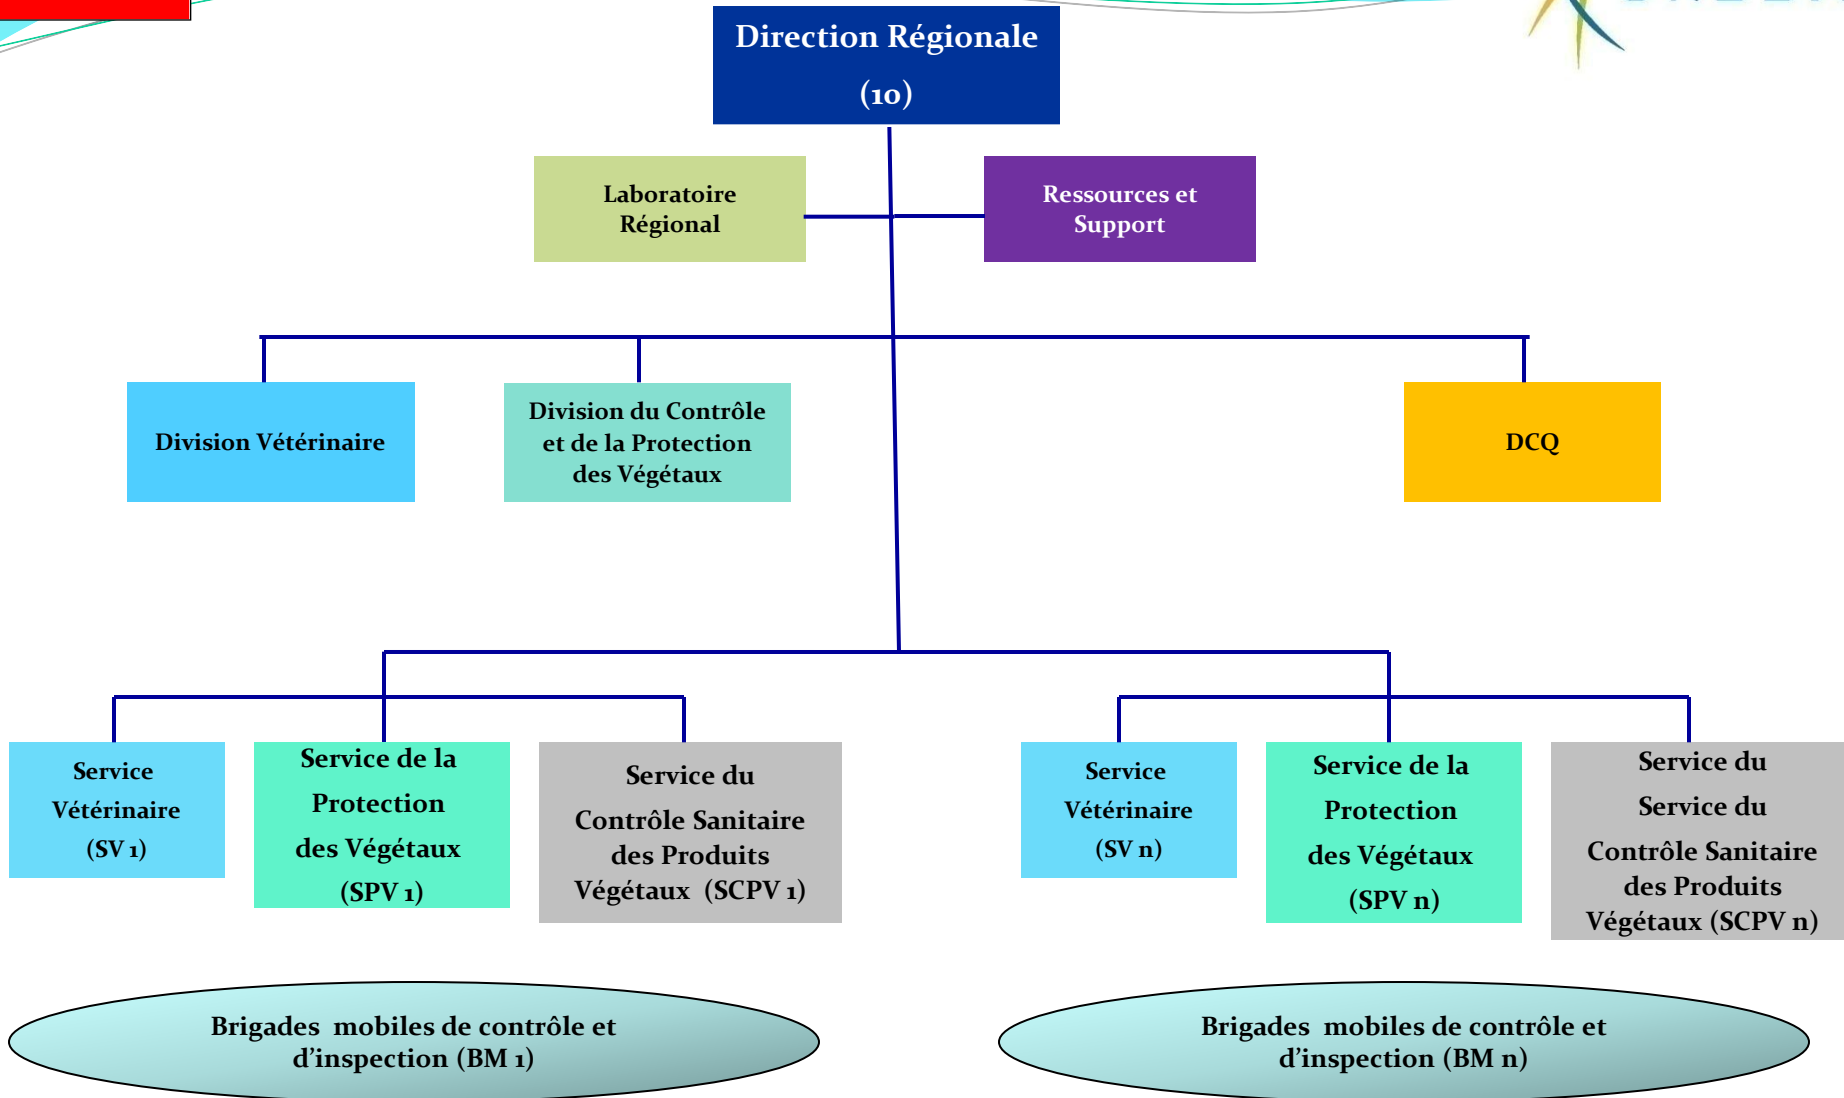 Direction Régionale
(10)
Laboratoire
Régional
Ressources et
Support
Division Vétérinaire
Division du Contrôle
et de la Protection
des Végétaux
DCQ
Service
Vétérinaire
(SV 1)
Service de la
Protection
des Végétaux
(SPV 1)
Service du
Contrôle Sanitaire
des Produits
Végétaux (SCPV 1)
Service
Vétérinaire
(SV n)
Service de la
Protection
des Végétaux
(SPV n)
Service du
Service du
Contrôle Sanitaire
des Produits
Végétaux (SCPV n)
Brigades mobiles de contrôle et
d’inspection (BM 1)
Brigades mobiles de contrôle et
d’inspection (BM n)